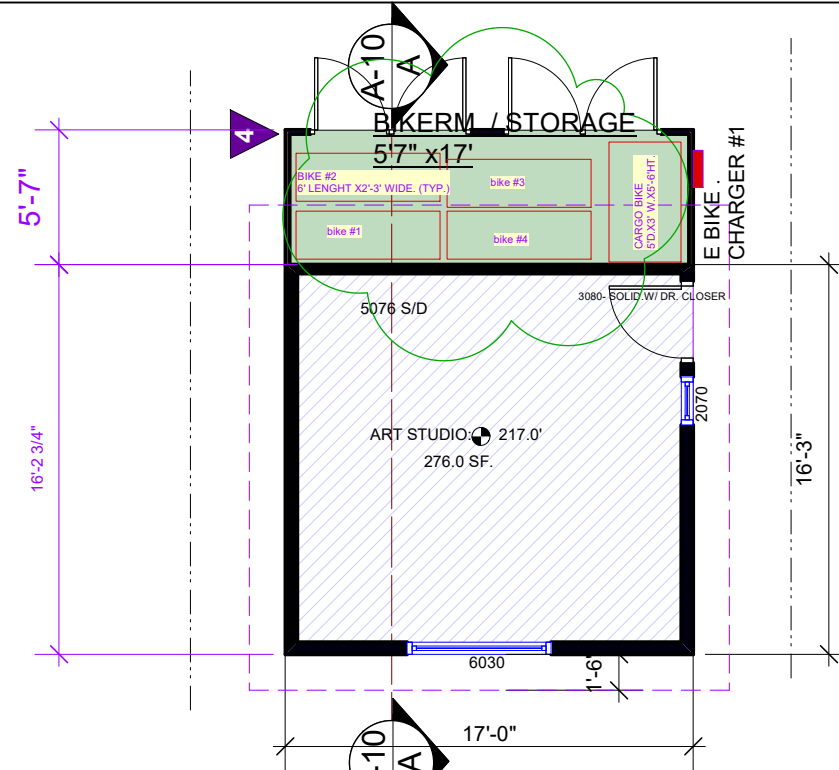 A-10
A
BIKERM / STORAGE
5'7" x17'
4
5'-7"
BIKE #2
6' LENGHT X2'-3' WIDE. (TYP.)
bike #3
bike #1
bike #4
CARGO BIKE
5'D.X3' W.X5'-6'HT.
E BIKE .
CHARGER #1
3080- SOLID.W/ DR. CLOSER
5076 S/D
2070
ART STUDIO: 217.0'
276.0 SF.
16'-2 3/4"
16'-3"
6030
1'-6"
17'-0"
-10
A